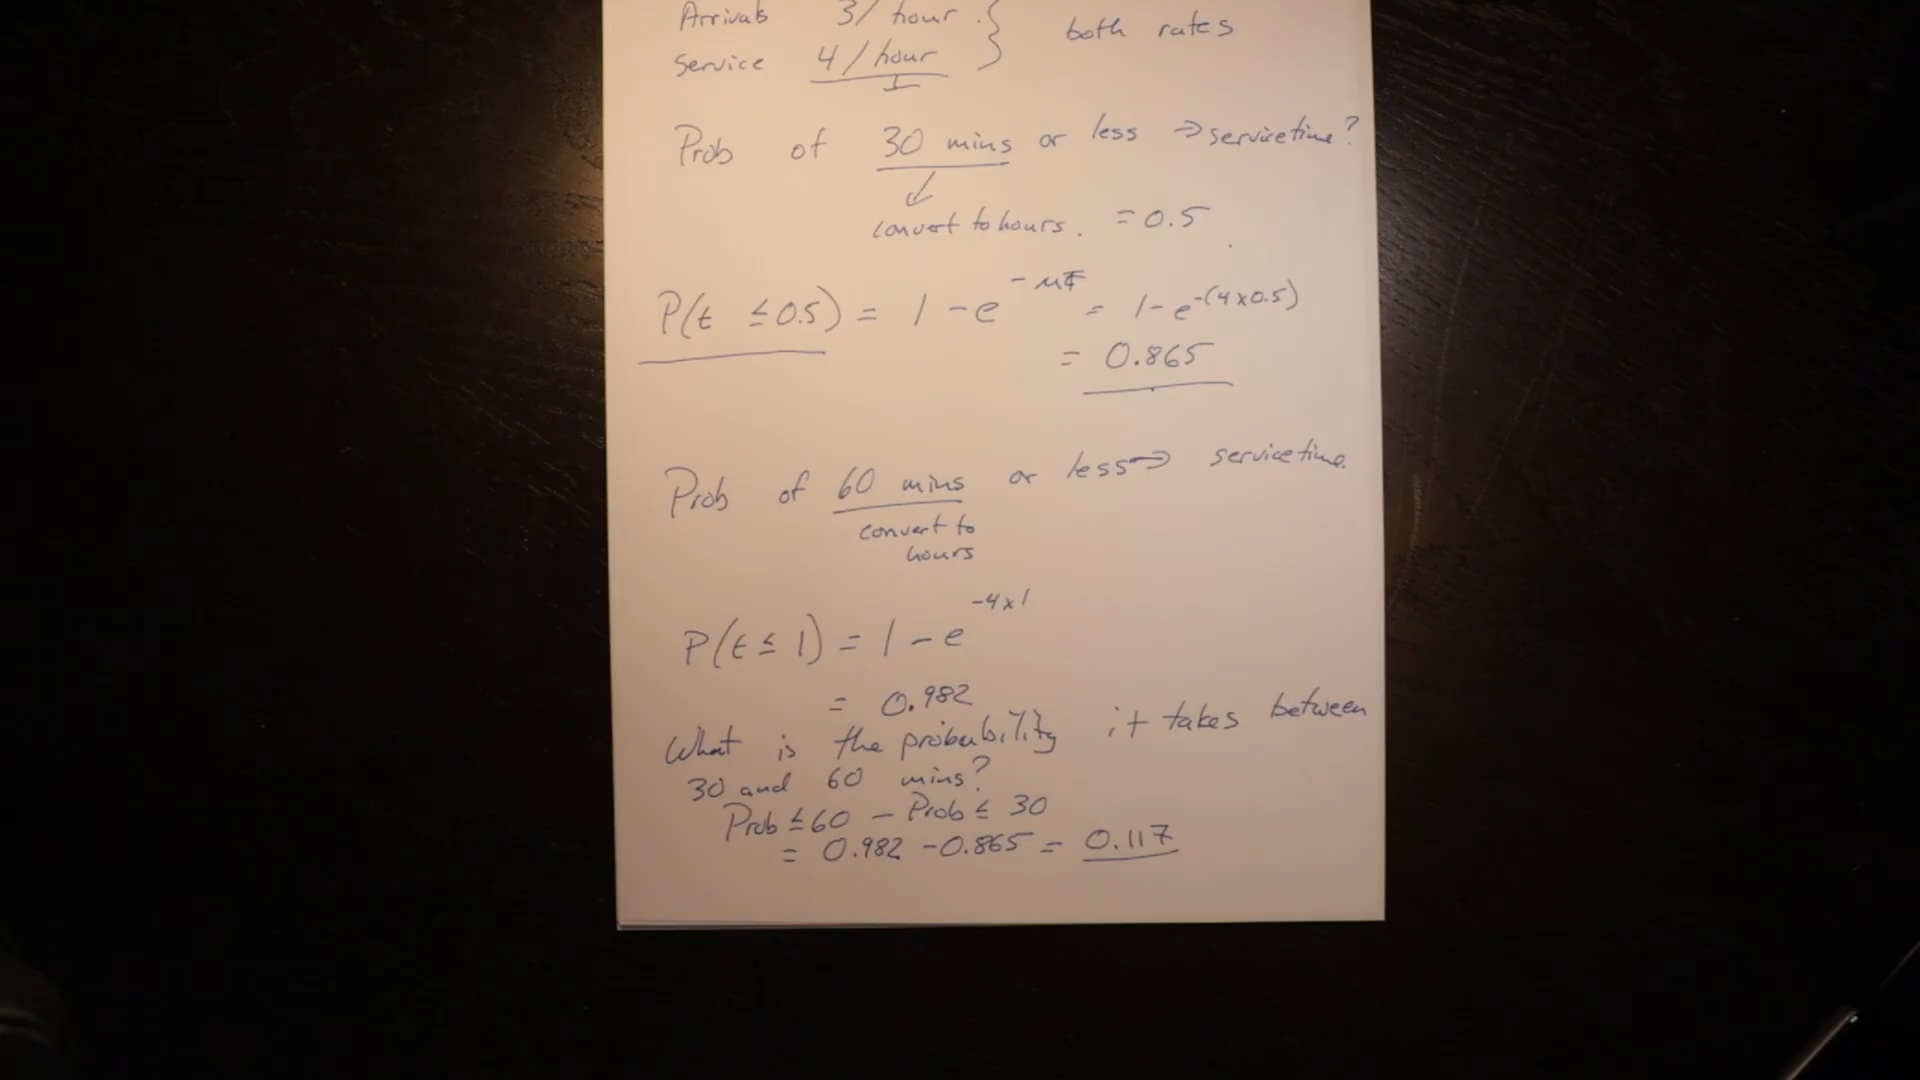 Arrivals 3/hour } both rates
Service 4/hour
Prob of 30 mins or less → service time?
convert to hours. = 0.5
P(t ≤ 0.5) = 1 - e^-μt = 1 - e^-(4x0.5)
= 0.865
Prob of 60 mins or less → service time.
convert to
hours
P(t ≤ 1) = 1 - e^-4x1
= 0.982
What is the probability it takes between
30 and 60 mins?
Prob ≤ 60 - Prob ≤ 30
= 0.982 - 0.865 = 0.117